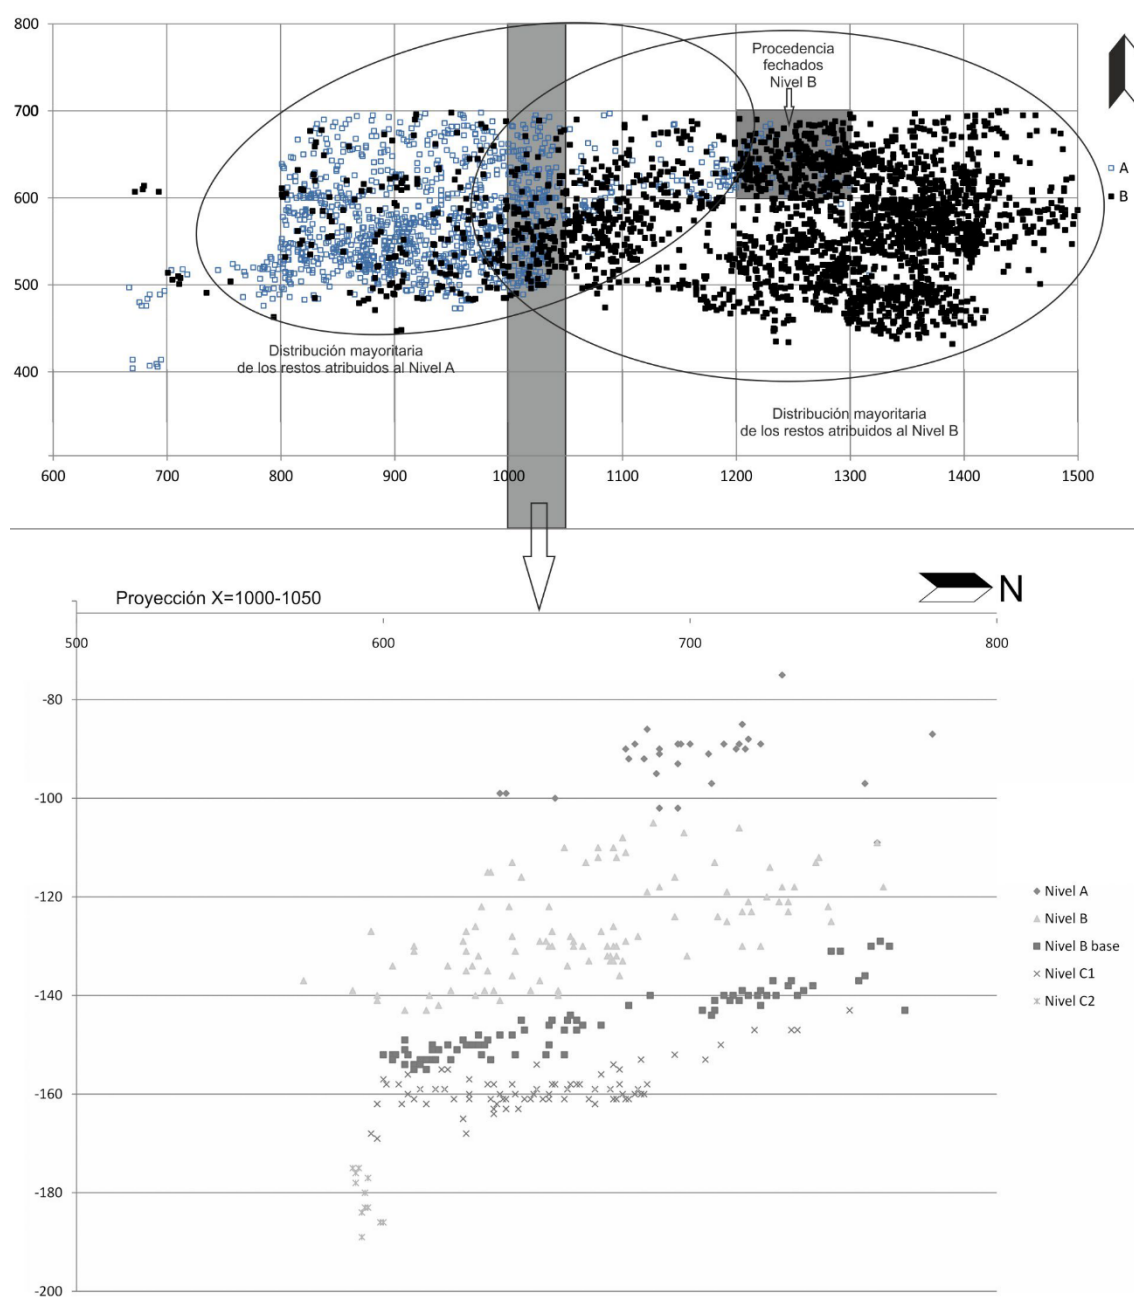 800
700
600
500
400
Procedencia
fechados
Nivel B
A
B
Distribución mayoritaria
de los restos atribuidos al Nivel A
Distribución mayoritaria
de los restos atribuidos al Nivel B
600 700 800 900 1000 1100 1200 1300 1400 1500
Proyección X=1000-1050
N
500 600 700 800
-80
-100
-120
-140
-160
-180
-200
Nivel A
Nivel B
Nivel B base
Nivel C1
Nivel C2